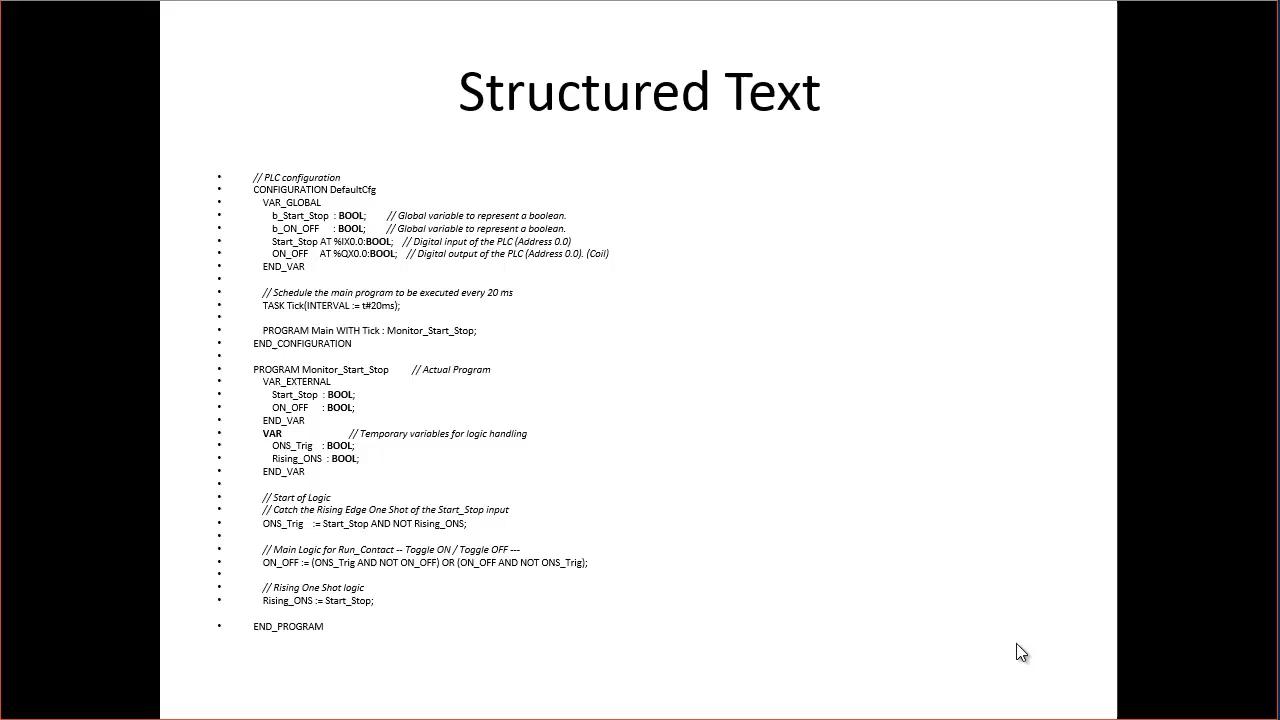 Structured Text
// PLC configuration
CONFIGURATION DefaultCfg
VAR_GLOBAL
b_Start_Stop : BOOL; // Global variable to represent a boolean.
b_ON_OFF : BOOL; // Global variable to represent a boolean.
Start_Stop AT %IX0.0:BOOL; // Digital input of the PLC (Address 0.0)
ON_OFF AT %QX0.0:BOOL; // Digital output of the PLC (Address 0.0). (Coil)
END_VAR
// Schedule the main program to be executed every 20 ms
TASK Tick(INTERVAL := t#20ms);
PROGRAM Main WITH Tick : Monitor_Start_Stop;
END_CONFIGURATION
PROGRAM Monitor_Start_Stop // Actual Program
VAR_EXTERNAL
Start_Stop : BOOL;
ON_OFF : BOOL;
END_VAR
VAR // Temporary variables for logic handling
ONS_Trig : BOOL;
Rising_ONS : BOOL;
END_VAR
// Start of Logic
// Catch the Rising Edge One Shot of the Start_Stop input
ONS_Trig := Start_Stop AND NOT Rising_ONS;
// Main Logic for Run_Contact -- Toggle ON / Toggle OFF ---
ON_OFF := (ONS_Trig AND NOT ON_OFF) OR (ON_OFF AND NOT ONS_Trig);
// Rising One Shot logic
Rising_ONS := Start_Stop;
END_PROGRAM